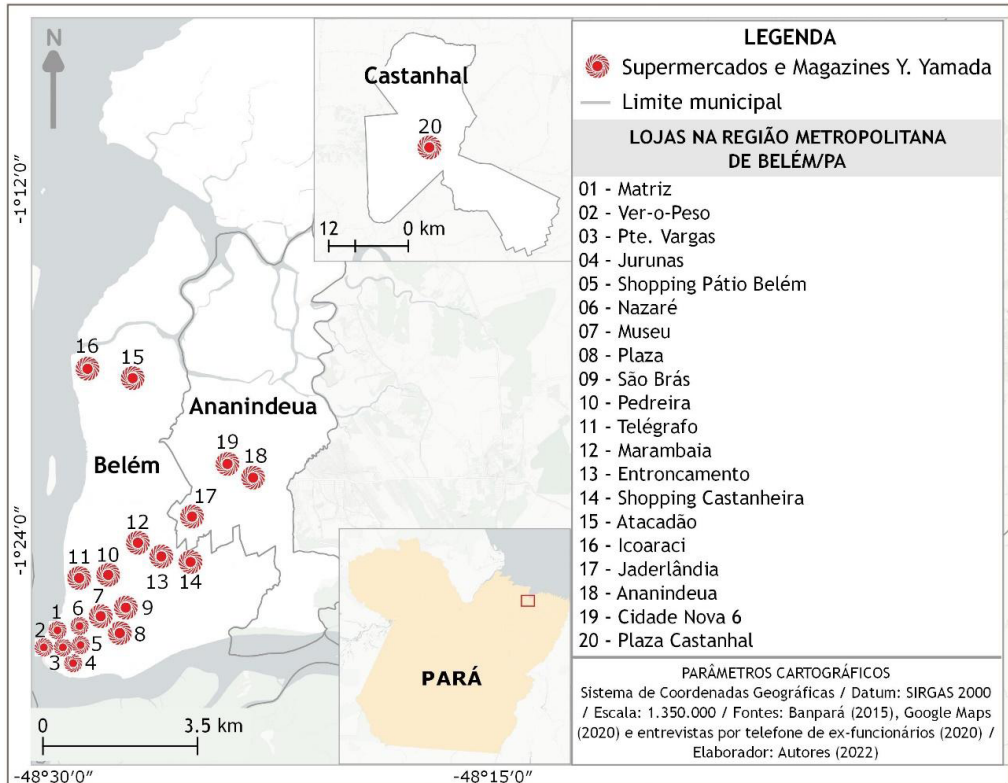 N
Castanhal
20
12 0 km
-1°12′0″
16
15
Ananindeua
19
18
Belém
17
12
-1°24′0″
11 10
13 14
7
9
1 6
2
8
5
3 4
0 3.5 km
PARÁ
-48°30′0″ -48°15′0″
LEGENDA
Supermercados e Magazines Y. Yamada
Limite municipal
LOJAS NA REGIÃO METROPOLITANA
DE BELÉM/PA
01 - Matriz
02 - Ver-o-Peso
03 - Pte. Vargas
04 - Jurunas
05 - Shopping Pátio Belém
06 - Nazaré
07 - Museu
08 - Plaza
09 - São Brás
10 - Pedreira
11 - Telégrafo
12 - Marambaia
13 - Entroncamento
14 - Shopping Castanheira
15 - Atacadão
16 - Icoaraci
17 - Jaderlândia
18 - Ananindeua
19 - Cidade Nova 6
20 - Plaza Castanhal
PARÂMETROS CARTOGRÁFICOS
Sistema de Coordenadas Geográficas / Datum: SIRGAS 2000
/ Escala: 1.350.000 / Fontes: Banpará (2015), Google Maps
(2020) e entrevistas por telefone de ex-funcionários (2020) /
Elaborador: Autores (2022)